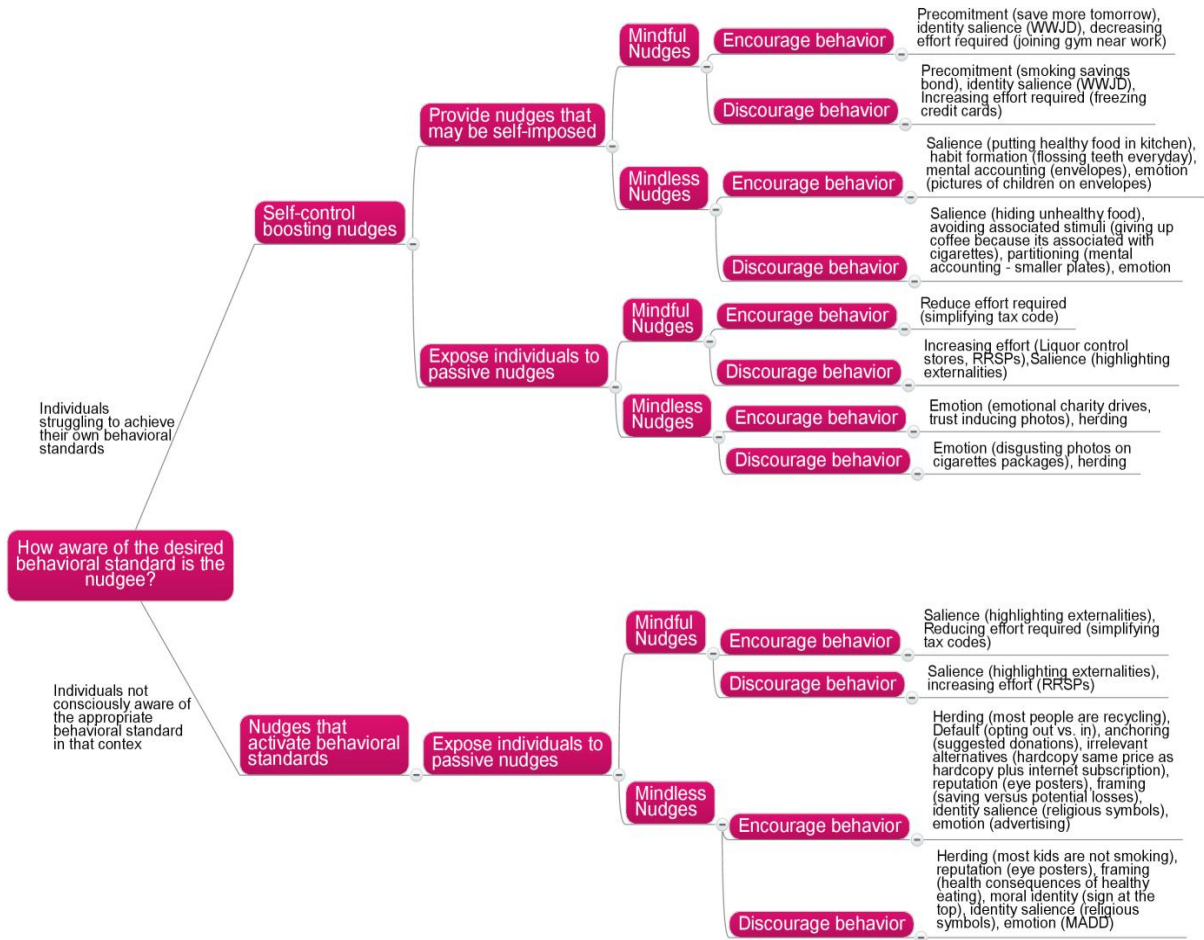 How aware of the desired
behavioral standard is the
nudgee?
Individuals
struggling to achieve
their own behavioral
standards
Self-control
boosting nudges
Provide nudges that
may be self-imposed
Mindful
Nudges
Encourage behavior
Precomitment (save more tomorrow),
identity salience (WWJD), decreasing
effort required (joining gym near work)
Discourage behavior
Precomitment (smoking savings
bond), identity salience (WWJD),
Increasing effort required (freezing
credit cards)
Mindless
Nudges
Encourage behavior
Salience (putting healthy food in kitchen),
habit formation (flossing teeth everyday),
mental accounting (envelopes), emotion
(pictures of children on envelopes)
Discourage behavior
Salience (hiding unhealthy food),
avoiding associated stimuli (giving up
coffee because its associated with
cigarettes), partitioning (mental
accounting - smaller plates), emotion
Expose individuals to
passive nudges
Mindful
Nudges
Encourage behavior
Reduce effort required
(simplifying tax code)
Discourage behavior
Increasing effort (Liquor control
stores, RRSPs),Salience (highlighting
externalities)
Mindless
Nudges
Encourage behavior
Emotion (emotional charity drives,
trust inducing photos), herding
Discourage behavior
Emotion (disgusting photos on
cigarettes packages), herding
Individuals not
consciously aware of
the appropriate
behavioral standard
in that contex
Nudges that
activate behavioral
standards
Expose individuals to
passive nudges
Mindful
Nudges
Encourage behavior
Salience (highlighting externalities),
Reducing effort required (simplifying
tax codes)
Discourage behavior
Salience (highlighting externalities),
increasing effort (RRSPs)
Mindless
Nudges
Encourage behavior
Herding (most people are recycling),
Default (opting out vs. in), anchoring
(suggested donations), irrelevant
alternatives (hardcopy same price as
hardcopy plus internet subscription),
reputation (eye posters), framing
(saving versus potential losses),
identity salience (religious symbols),
emotion (advertising)
Discourage behavior
Herding (most kids are not smoking),
reputation (eye posters), framing
(health consequences of healthy
eating), moral identity (sign at the
top), identity salience (religious
symbols), emotion (MADD)